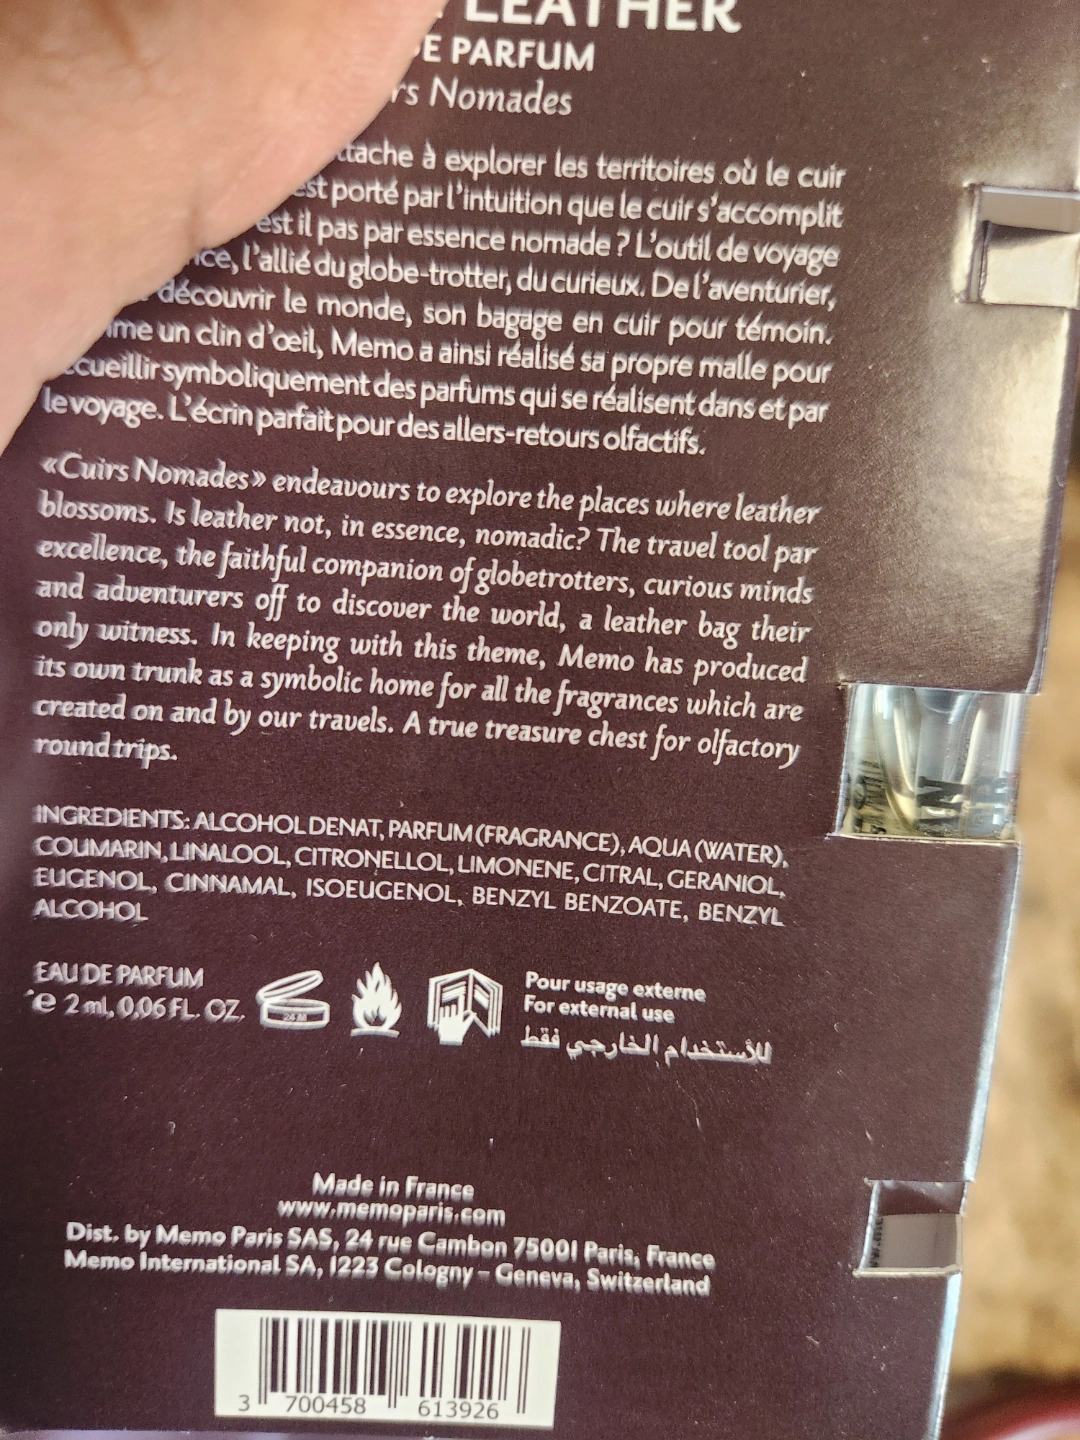 LEATHER
DE PARFUM
Nomades
à explorer les territoires où le cuir
est porté par l'intuition que le cuir s'accomplit
est il pas par essence nomade ? L'outil de voyage
l'allié du globe-trotter, du curieux. De l'aventurier,
découvrir le monde, son bagage en cuir pour témoin.
un clin d'œil, Memo a ainsi réalisé sa propre malle pour
symboliquement des parfums qui se réalisent dans et par
le voyage. L'écrin parfait pour des allers-retours olfactifs.
«Cuirs Nomades» endeavours to explore the places where leather
blossoms. Is leather not, in essence, nomadic? The travel tool par
excellence, the faithful companion of globetrotters, curious minds
and adventurers off to discover the world, a leather bag their
only witness. In keeping with this theme, Memo has produced
its own trunk as a symbolic home for all the fragrances which are
created on and by our travels. A true treasure chest for olfactory
round trips.
INGREDIENTS: ALCOHOL DENAT, PARFUM (FRAGRANCE), AQUA (WATER),
COUMARIN, LINALOOL, CITRONELLOL, LIMONENE, CITRAL, GERANIOL,
EUGENOL, CINNAMAL, ISOEUGENOL, BENZYL BENZOATE, BENZYL
ALCOHOL
EAU DE PARFUM
e 2 ml, 0,06 FL. OZ.
24 M
Pour usage externe
For external use
للأستخدام الخارجي فقط
Made in France
www.memoparis.com
Dist. by Memo Paris SAS, 24 rue Cambon 75001 Paris, France
Memo International SA, 1223 Cologny – Geneva, Switzerland
3 700458 613926